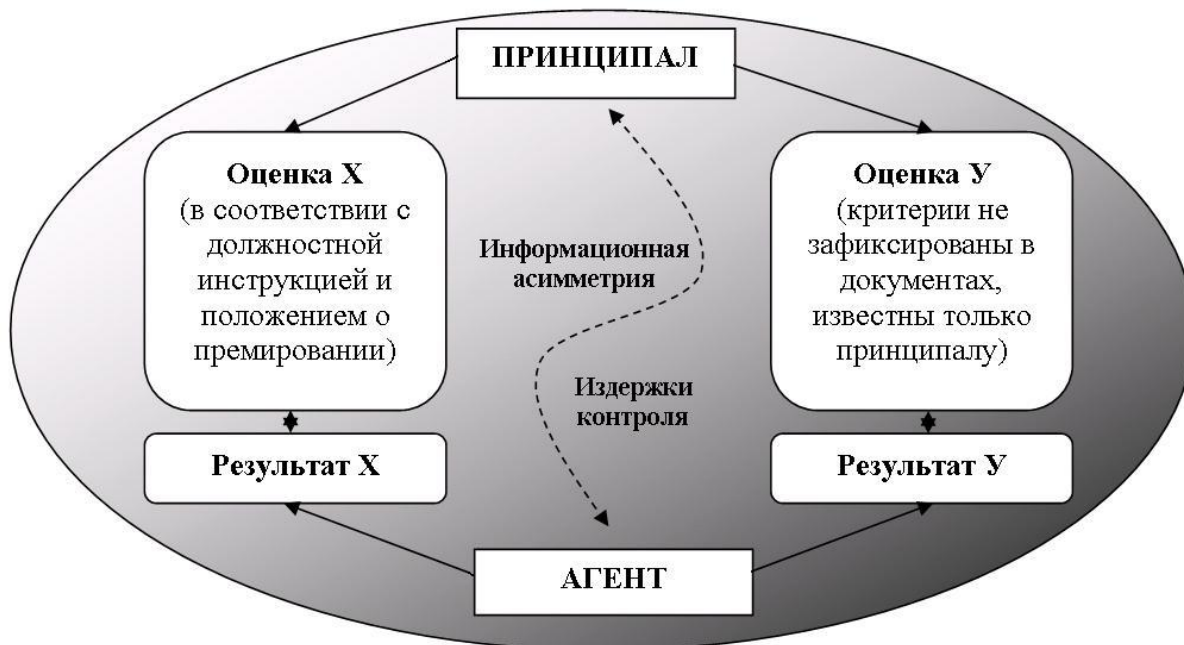 ПРИНЦИПАЛ
Оценка Х
(в соответствии с
должностной
инструкцией и
положением о
премировании)
Информационная
асимметрия
Издержки
контроля
Оценка У
(критерии не
зафиксированы в
документах,
известны только
принципалу)
Результат Х
Результат У
АГЕНТ